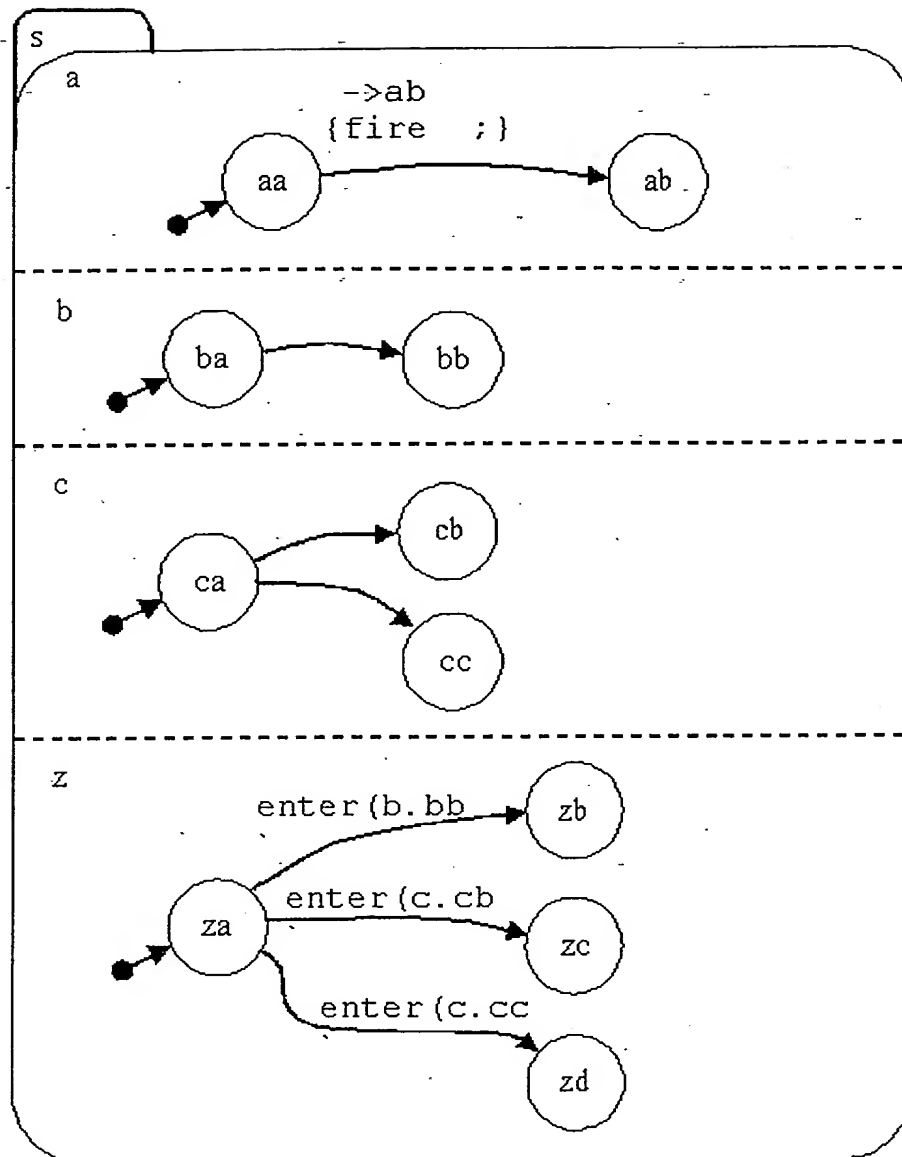 s
a
->ab
{fire ;}
aa
ab
b
ba
bb
c
cb
ca
cc
z
zb
enter(b.bb
enter(c.cb
za
zc
enter(c.cc
zd